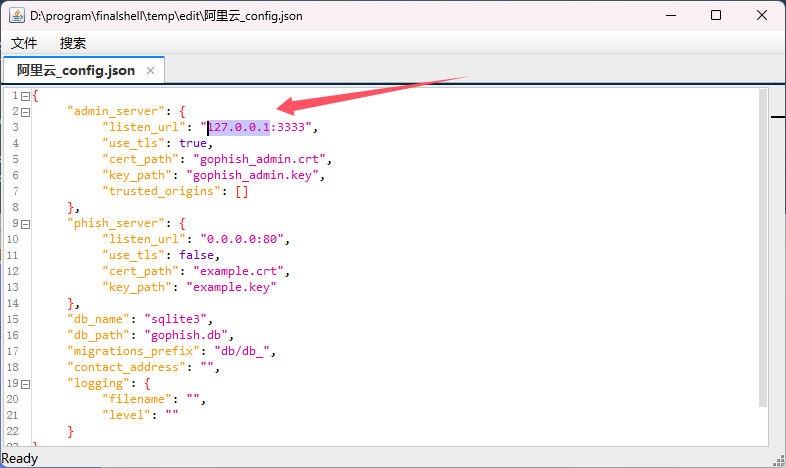 D:\program\finalshell\temp\edit\阿里云_config.json
文件 搜索
阿里云_config.json
1 {
2 "admin_server": {
3 "listen_url": "127.0.0.1:3333",
4 "use_tls": true,
5 "cert_path": "gophish_admin.crt",
6 "key_path": "gophish_admin.key",
7 "trusted_origins": []
8 },
9 "phish_server": {
10 "listen_url": "0.0.0.0:80",
11 "use_tls": false,
12 "cert_path": "example.crt",
13 "key_path": "example.key"
14 },
15 "db_name": "sqlite3",
16 "db_path": "gophish.db",
17 "migrations_prefix": "db/db_",
18 "contact_address": "",
19 "logging": {
20 "filename": "",
21 "level": ""
22 }
23 }
Ready